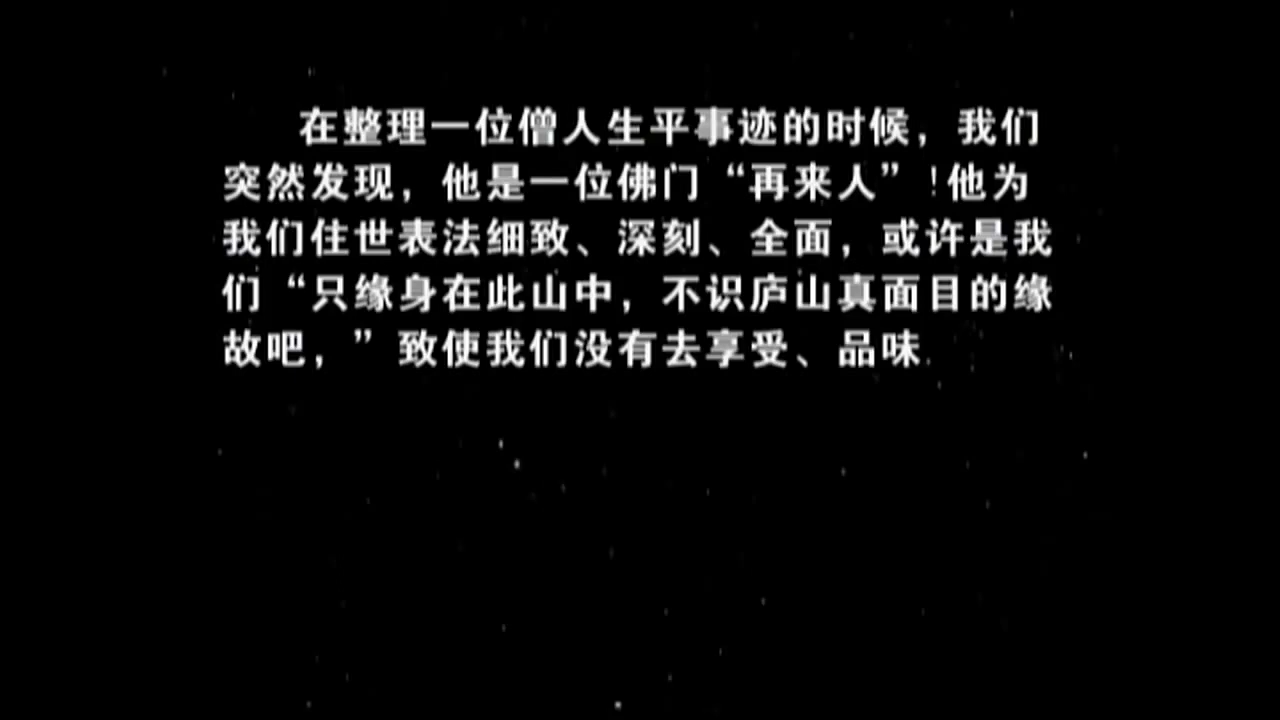 在整理一位僧人生平事迹的时候，我们
突然发现，他是一位佛门“再来人”!他为
我们住世表法细致、深刻、全面，或许是我
们“只缘身在此山中，不识庐山真面目的缘
故吧，”致使我们没有去享受、品味